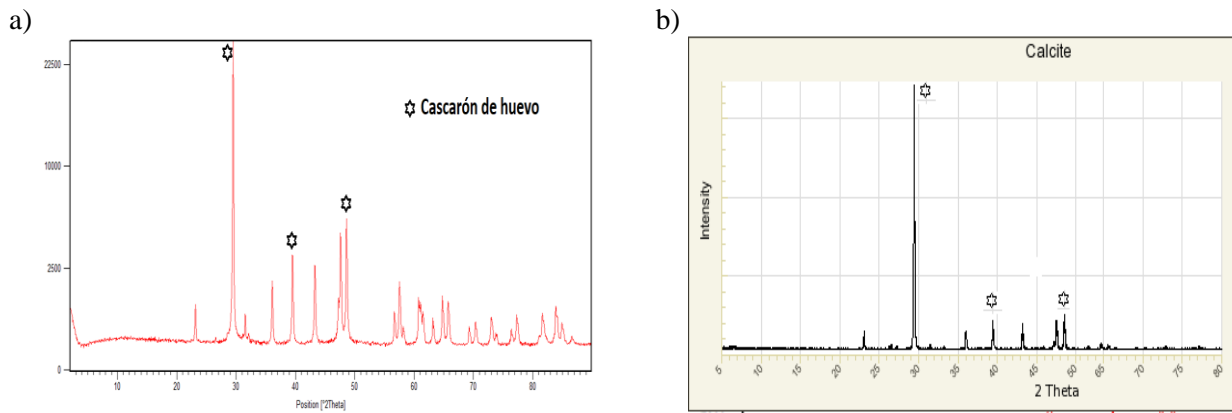 a)
22500
10000
2500
0
✡ Cascarón de huevo
10 20 30 40 50 60 70 80
Position [°2Theta]
b)
Calcite
Intensity
5 10 15 20 25 30 35 40 45 50 55 60 65 70 75 80
2 Theta